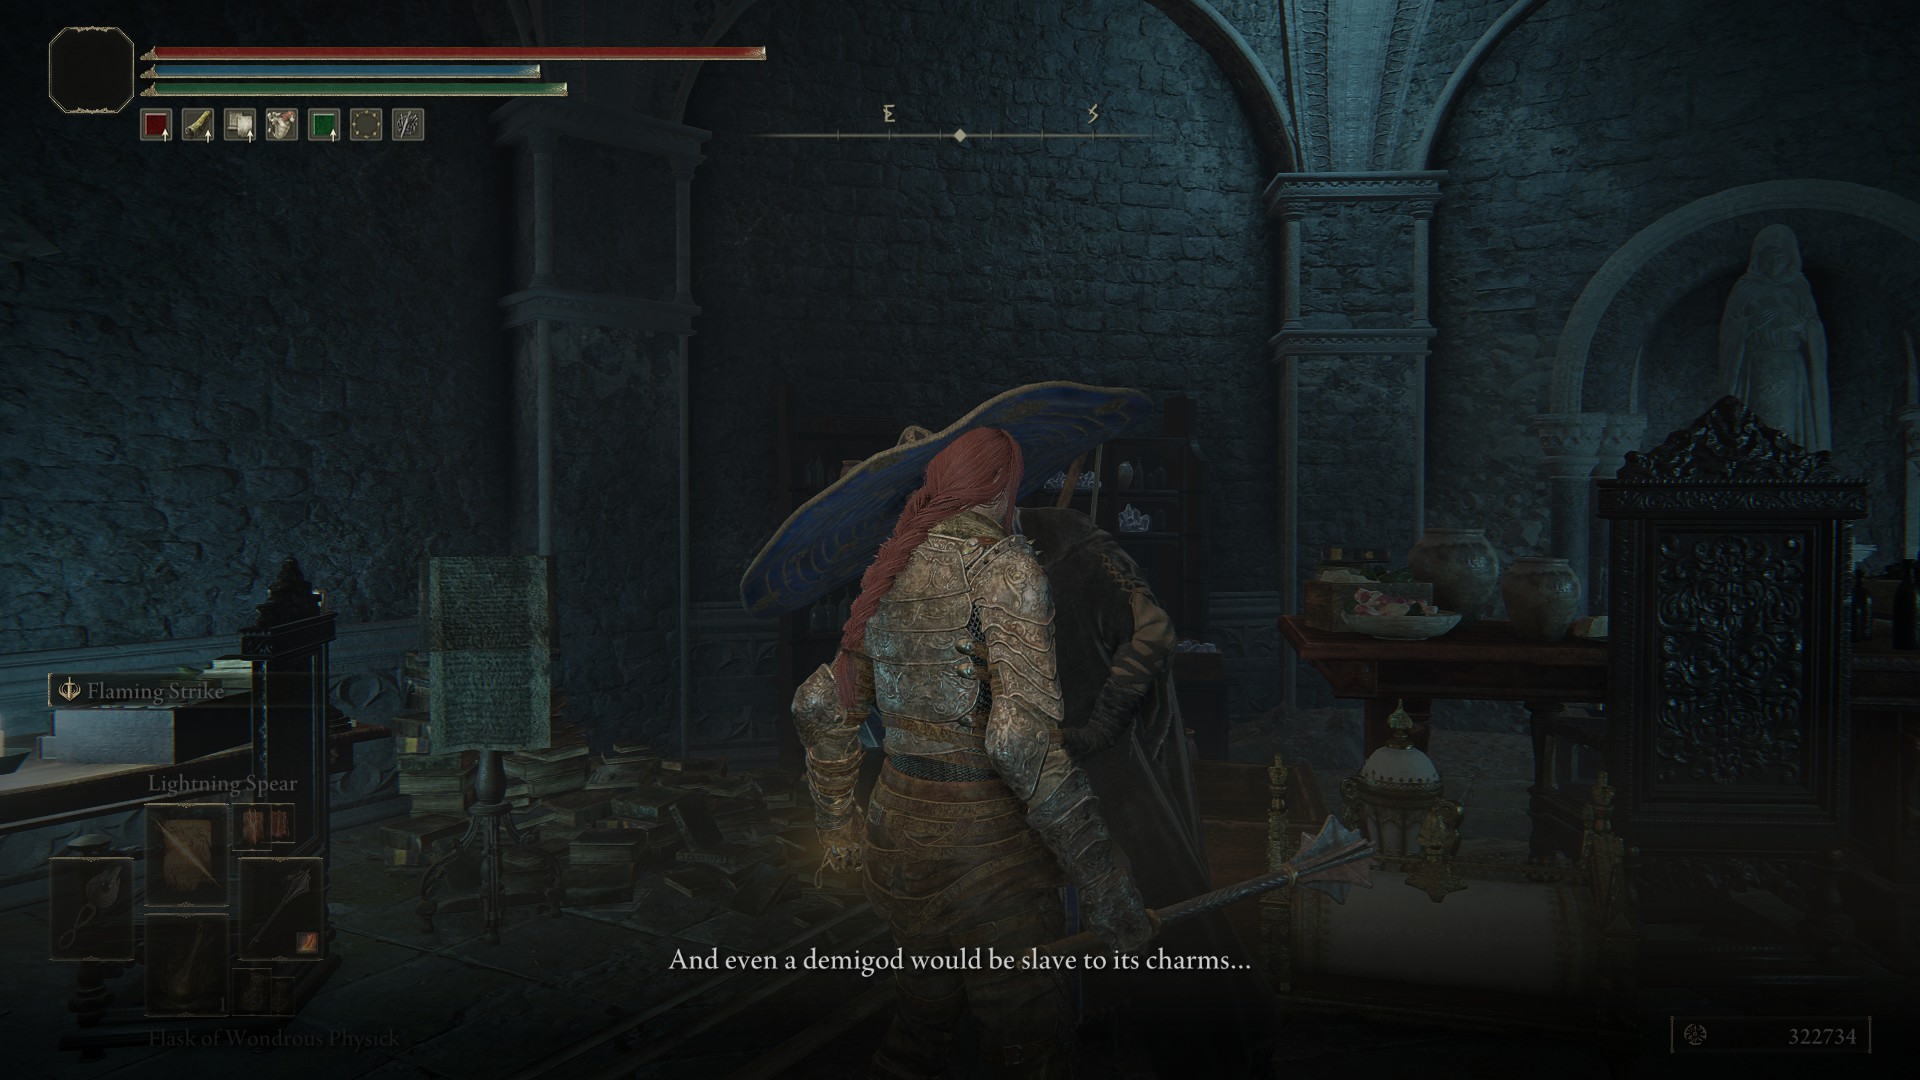 E
S
Flaming Strike
Lightning Spear
1
And even a demigod would be slave to its charms...
Flask of Wondrous Physick
322734